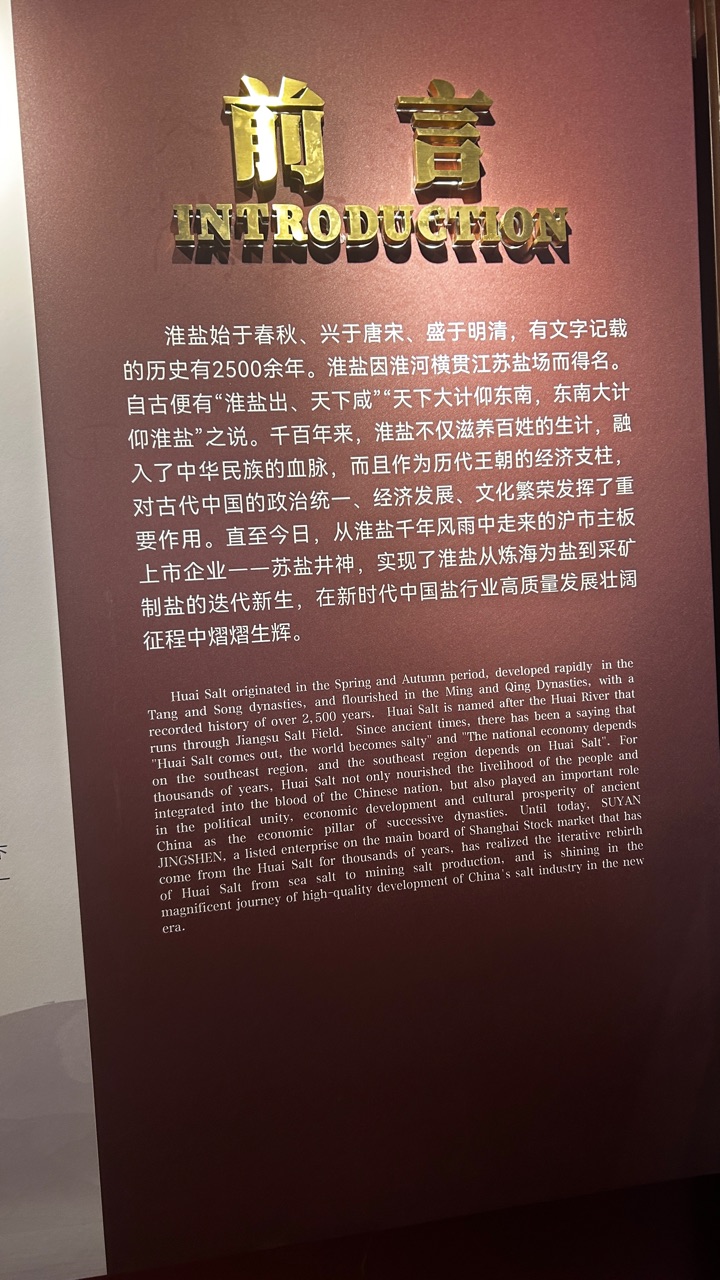 前言
INTRODUCTION
淮盐始于春秋、兴于唐宋、盛于明清，有文字记载
的历史有2500余年。淮盐因淮河横贯江苏盐场而得名。
自古便有“淮盐出、天下咸”“天下大计仰东南，东南大计
仰淮盐”之说。千百年来，淮盐不仅滋养百姓的生计，融
入了中华民族的血脉，而且作为历代王朝的经济支柱，
对古代中国的政治统一、经济发展、文化繁荣发挥了重
要作用。直至今日，从淮盐千年风雨中走来的沪市主板
上市企业——苏盐井神，实现了淮盐从炼海为盐到采矿
制盐的迭代新生，在新时代中国盐行业高质量发展壮阔
征程中熠熠生辉。
Huai Salt originated in the Spring and Autumn period, developed rapidly in the
Tang and Song dynasties, and flourished in the Ming and Qing Dynasties, with a
recorded history of over 2,500 years. Huai Salt is named after the Huai River that
runs through Jiangsu Salt Field. Since ancient times, there has been a saying that
"Huai Salt comes out, the world becomes salty" and "The national economy depends
on the southeast region, and the southeast region depends on Huai Salt". For
thousands of years, Huai Salt not only nourished the livelihood of the people and
integrated into the blood of the Chinese nation, but also played an important role
in the political unity, economic development and cultural prosperity of ancient
China as the economic pillar of successive dynasties. Until today, SUYAN
JINGSHEN, a listed enterprise on the main board of Shanghai Stock market that has
come from the Huai Salt for thousands of years, has realized the iterative rebirth
of Huai Salt from sea salt to mining salt production, and is shining in the
magnificent journey of high-quality development of China's salt industry in the new
era.